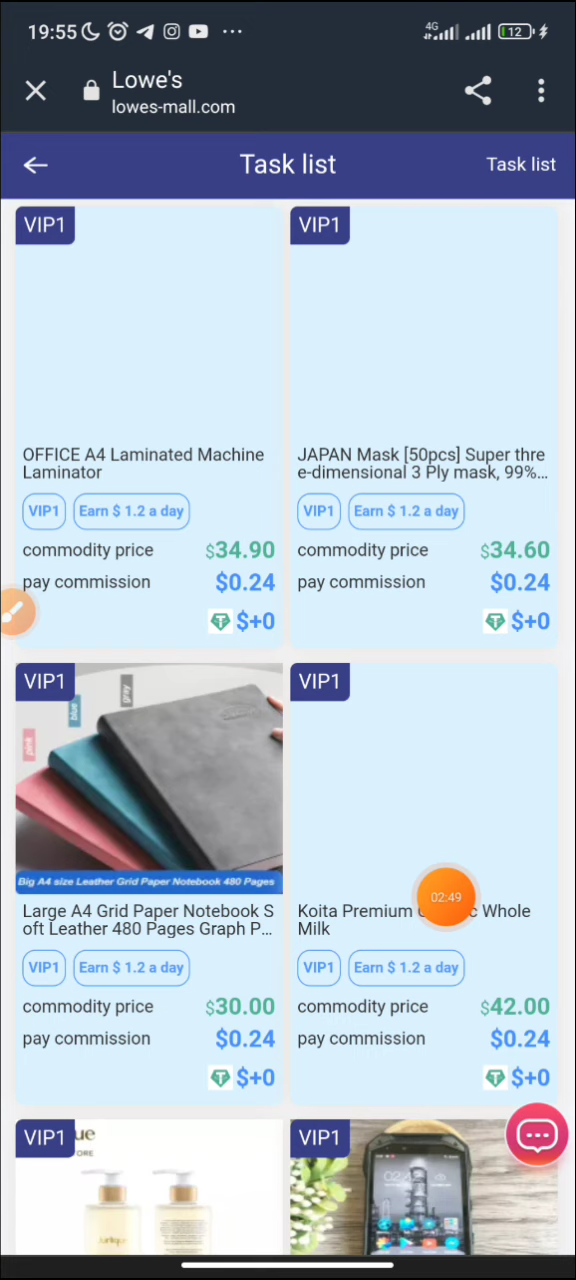 19:55
4G
12
Lowe's
lowes-mall.com
Task list
Task list
VIP1
VIP1
OFFICE A4 Laminated Machine
Laminator
JAPAN Mask [50pcs] Super thre
e-dimensional 3 Ply mask, 99%...
VIP1
Earn $ 1.2 a day
VIP1
Earn $ 1.2 a day
commodity price
$34.90
commodity price
$34.60
pay commission
$0.24
pay commission
$0.24
$+0
$+0
VIP1
VIP1
gray
blue
pink
Big A4 size Leather Grid Paper Notebook 480 Pages
02:49
Large A4 Grid Paper Notebook S
oft Leather 480 Pages Graph P...
Koita Premium c Whole
Milk
VIP1
Earn $ 1.2 a day
VIP1
Earn $ 1.2 a day
commodity price
$30.00
commodity price
$42.00
pay commission
$0.24
pay commission
$0.24
$+0
$+0
VIP1
ue
ORE
Jurlique
VIP1